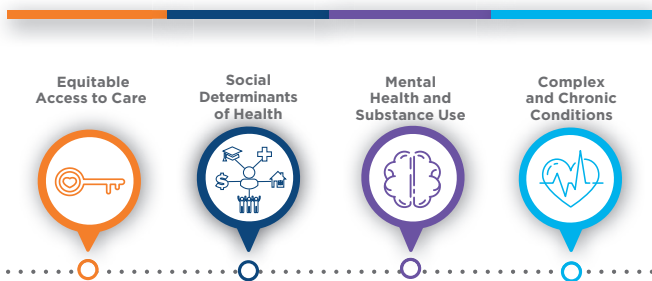 Equitable
Access to Care
Social
Determinants
of Health
Mental
Health and
Substance Use
Complex
and Chronic
Conditions
$